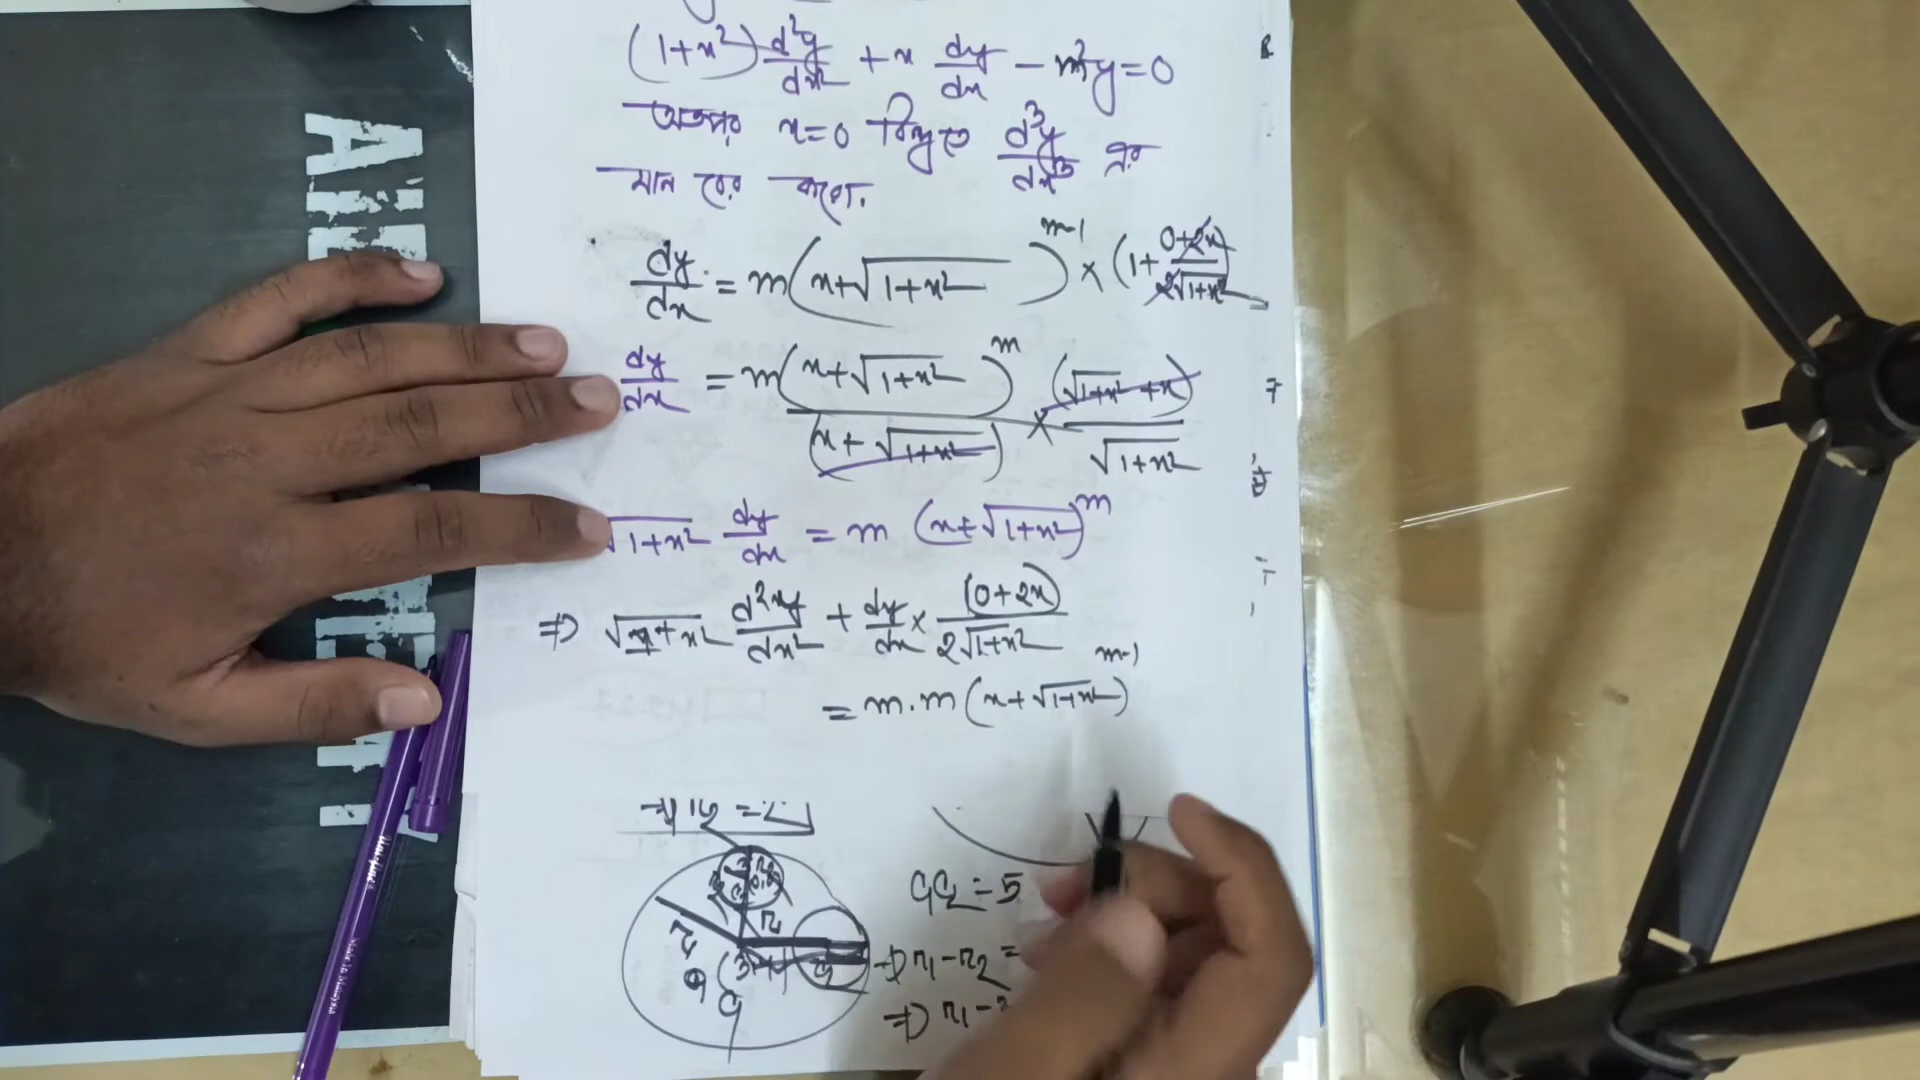 (1+x²) d²y/dx² + x dy/dx − m²y = 0
অতঃপর x=0 বিন্দুতে d³y/dx³ এর
মান বের করো।
dy/dx = m(x+√(1+x²))^(m-1) × (1+ (0+2x)/(2√(1+x²)))
dy/dx = m(x+√(1+x²))^m / (x+√(1+x²)) × (√(1+x²)+x) / √(1+x²)
√(1+x²) dy/dx = m (x+√(1+x²))^m
⇒ √(1+x²) d²y/dx² + dy/dx × (0+2x) / (2√(1+x²))
= m.m (x+√(1+x²))^(m-1)
= 5
⇒ r₁−r₂ =
⇒ r₁−